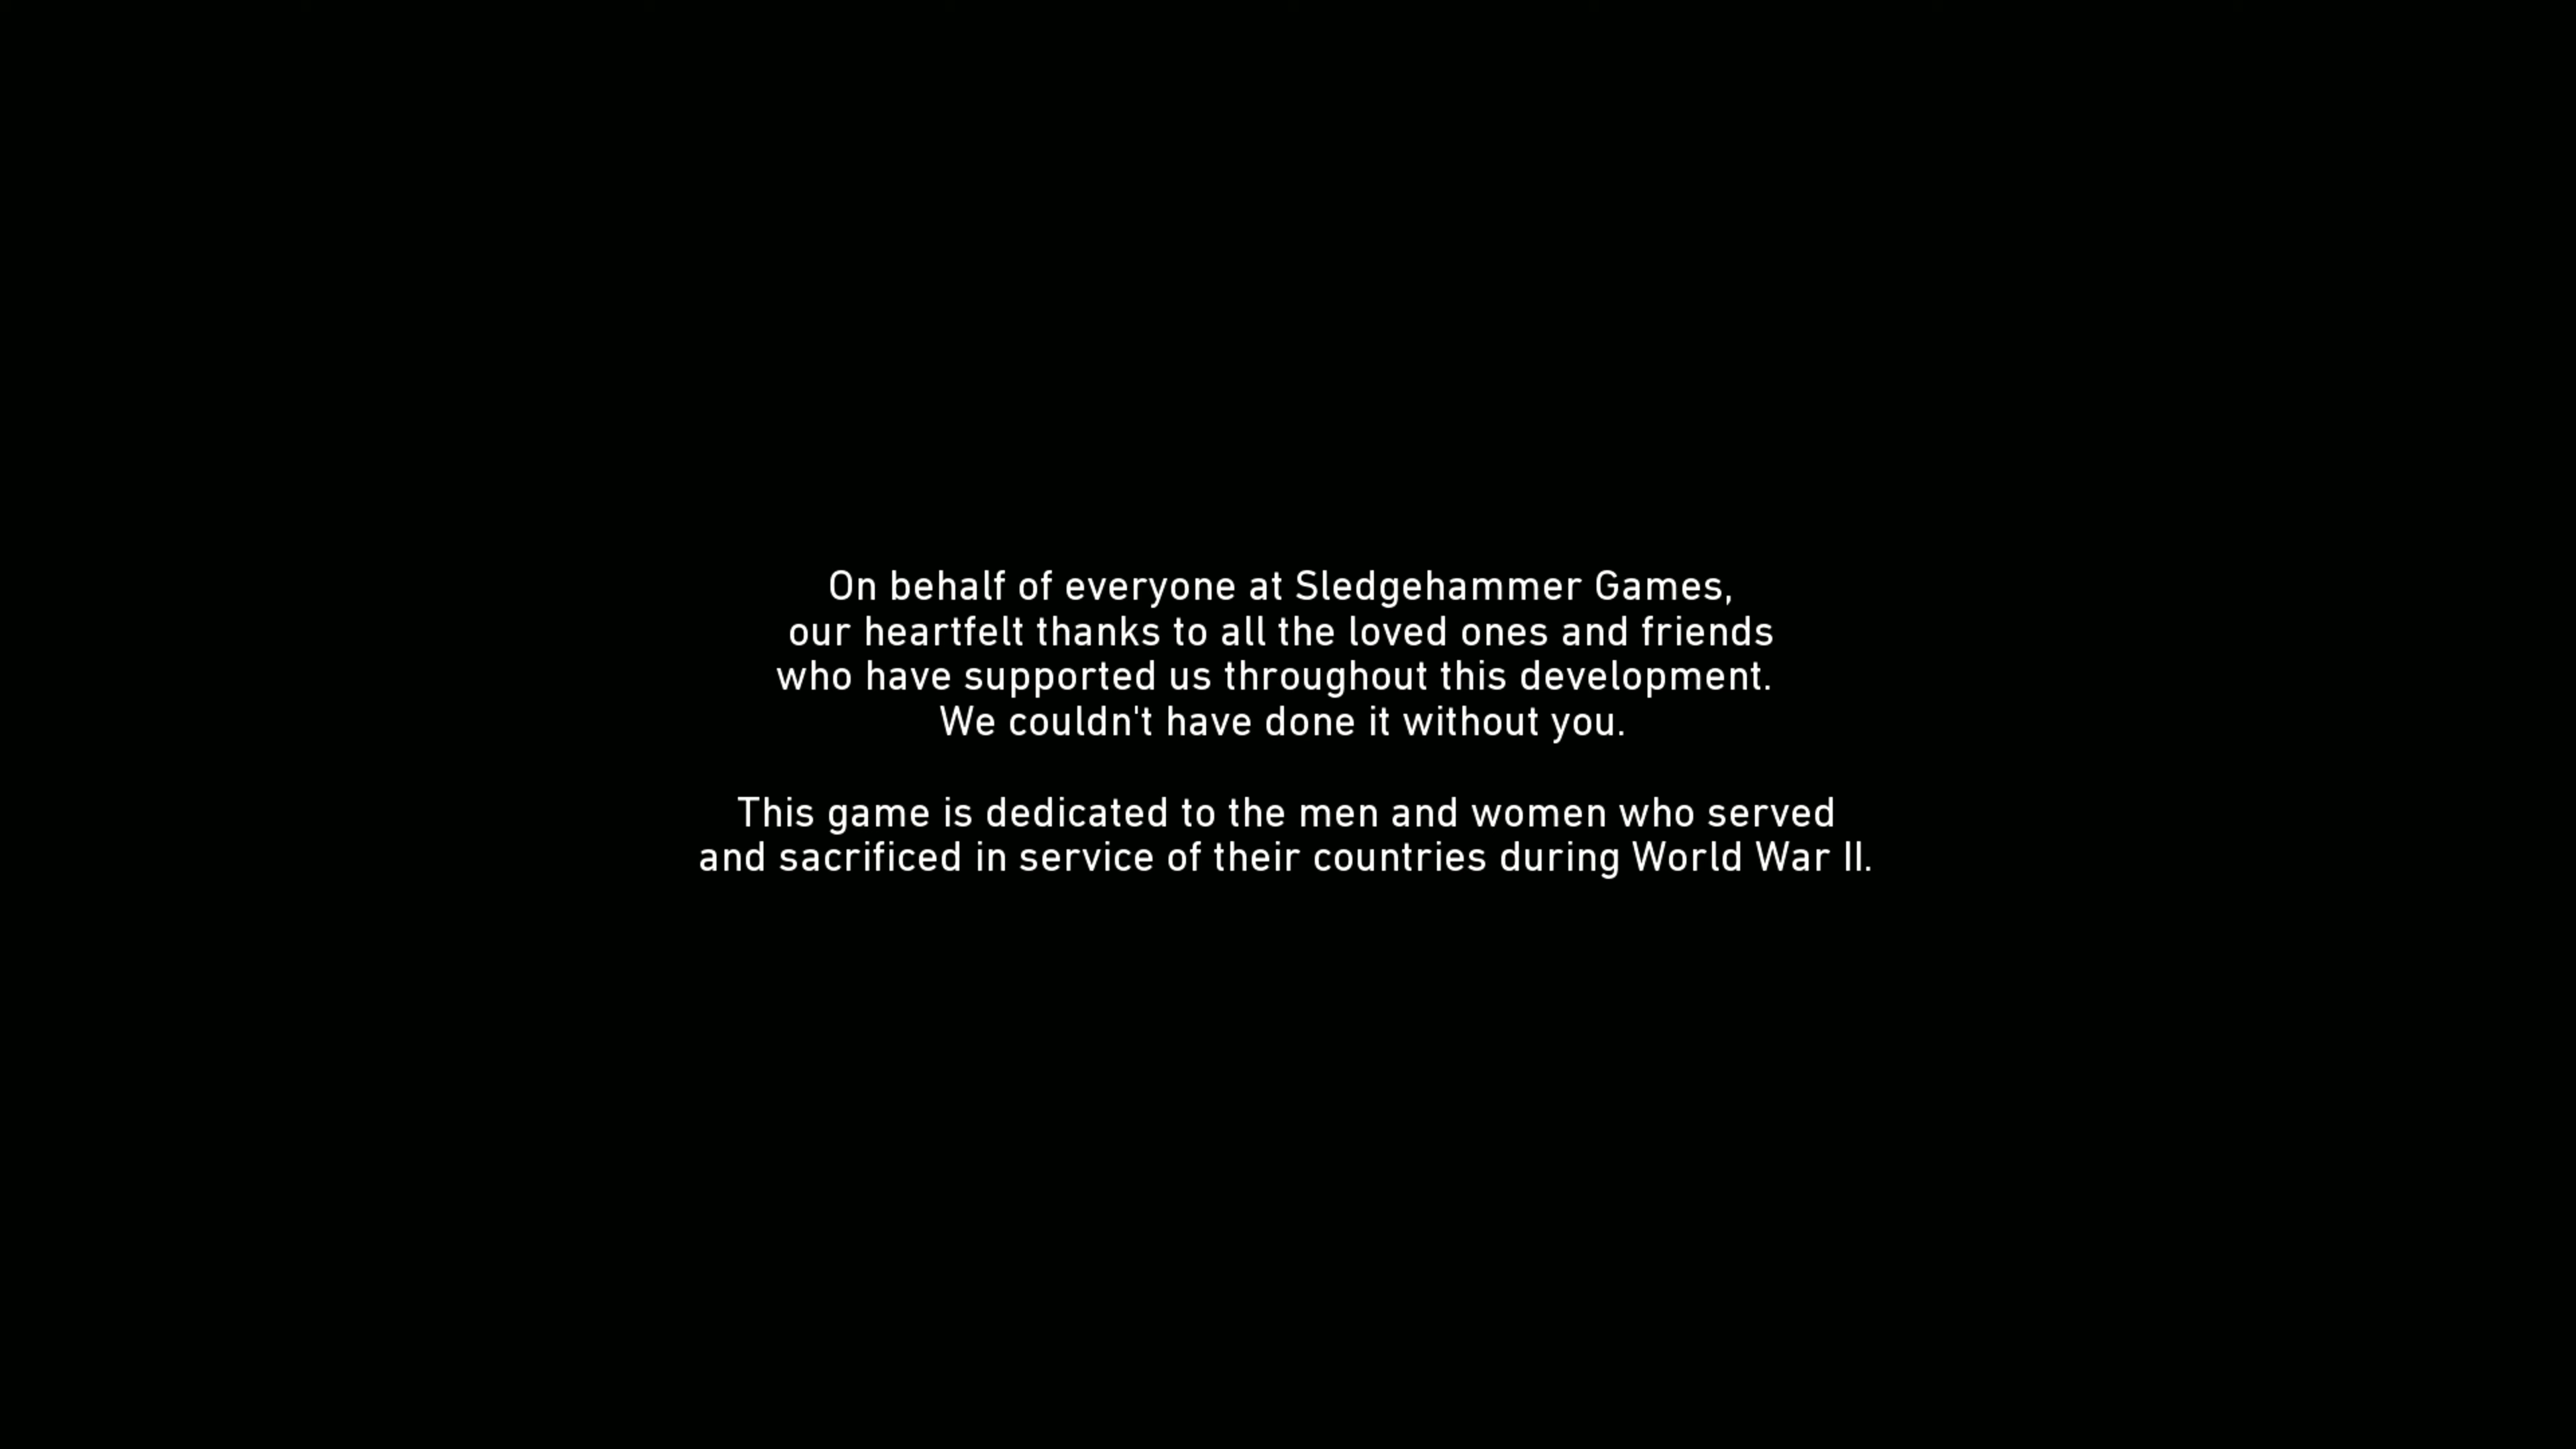 On behalf of everyone at Sledgehammer Games,
our heartfelt thanks to all the loved ones and friends
who have supported us throughout this development.
We couldn't have done it without you.
This game is dedicated to the men and women who served
and sacrificed in service of their countries during World War II.